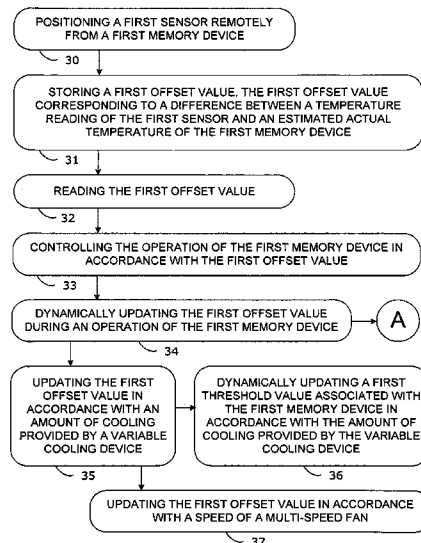 POSITIONING A FIRST SENSOR REMOTELY
FROM A FIRST MEMORY DEVICE
30
STORING A FIRST OFFSET VALUE, THE FIRST OFFSET
VALUE CORRESPONDING TO A DIFFERENCE BETWEEN A TEMPERATURE
READING OF THE FIRST SENSOR AND AN ESTIMATED ACTUAL
TEMPERATURE OF THE FIRST MEMORY DEVICE
31
READING THE FIRST OFFSET VALUE
32
CONTROLLING THE OPERATION OF THE FIRST MEMORY DEVICE IN
ACCORDANCE WITH THE FIRST OFFSET VALUE
33
DYNAMICALLY UPDATING THE FIRST OFFSET VALUE
DURING AN OPERATION OF THE FIRST MEMORY DEVICE
A
34
UPDATING THE FIRST
OFFSET VALUE IN
ACCORDANCE WITH AN
AMOUNT OF COOLING
PROVIDED BY A VARIABLE
COOLING DEVICE
35
DYNAMICALLY UPDATING A FIRST
THRESHOLD VALUE ASSOCIATED WITH
THE FIRST MEMORY DEVICE IN
ACCORDANCE WITH THE AMOUNT OF
COOLING PROVIDED BY THE VARIABLE
COOLING DEVICE
36
UPDATING THE FIRST OFFSET VALUE IN ACCORDANCE
WITH A SPEED OF A MULTI-SPEED FAN
37